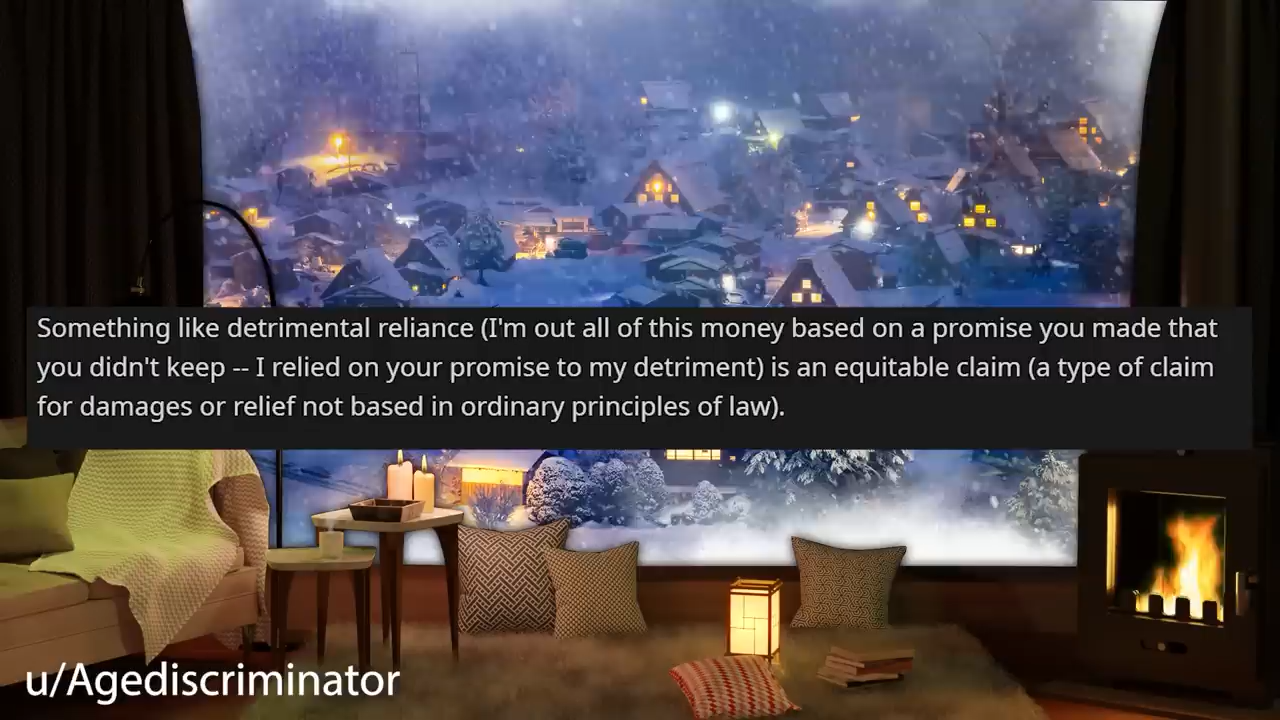 Something like detrimental reliance (I'm out all of this money based on a promise you made that
you didn't keep -- I relied on your promise to my detriment) is an equitable claim (a type of claim
for damages or relief not based in ordinary principles of law).
u/Agediscriminator